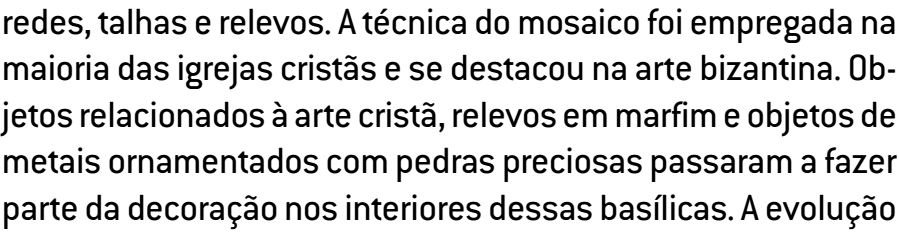 redes, talhas e relevos. A técnica do mosaico foi empregada na
maioria das igrejas cristãs e se destacou na arte bizantina. Ob-
jetos relacionados à arte cristã, relevos em marfim e objetos de
metais ornamentados com pedras preciosas passaram a fazer
parte da decoração nos interiores dessas basílicas. A evolução